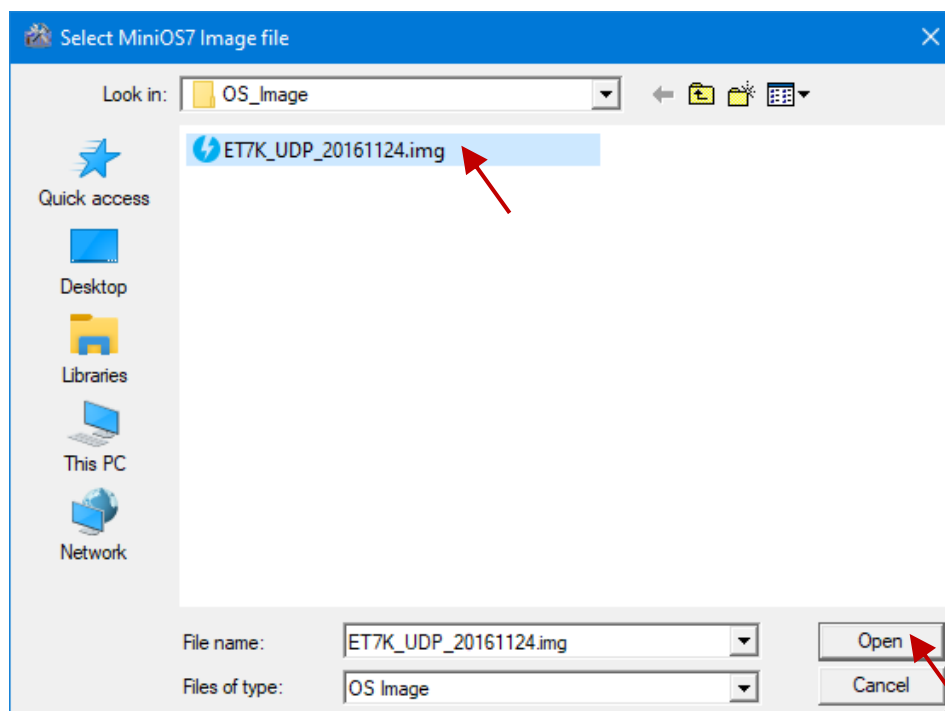 Select MiniOS7 Image file
Look in: OS_Image
ET7K_UDP_20161124.img
Quick access
Desktop
Libraries
This PC
Network
File name: ET7K_UDP_20161124.img Open
Files of type: OS Image Cancel